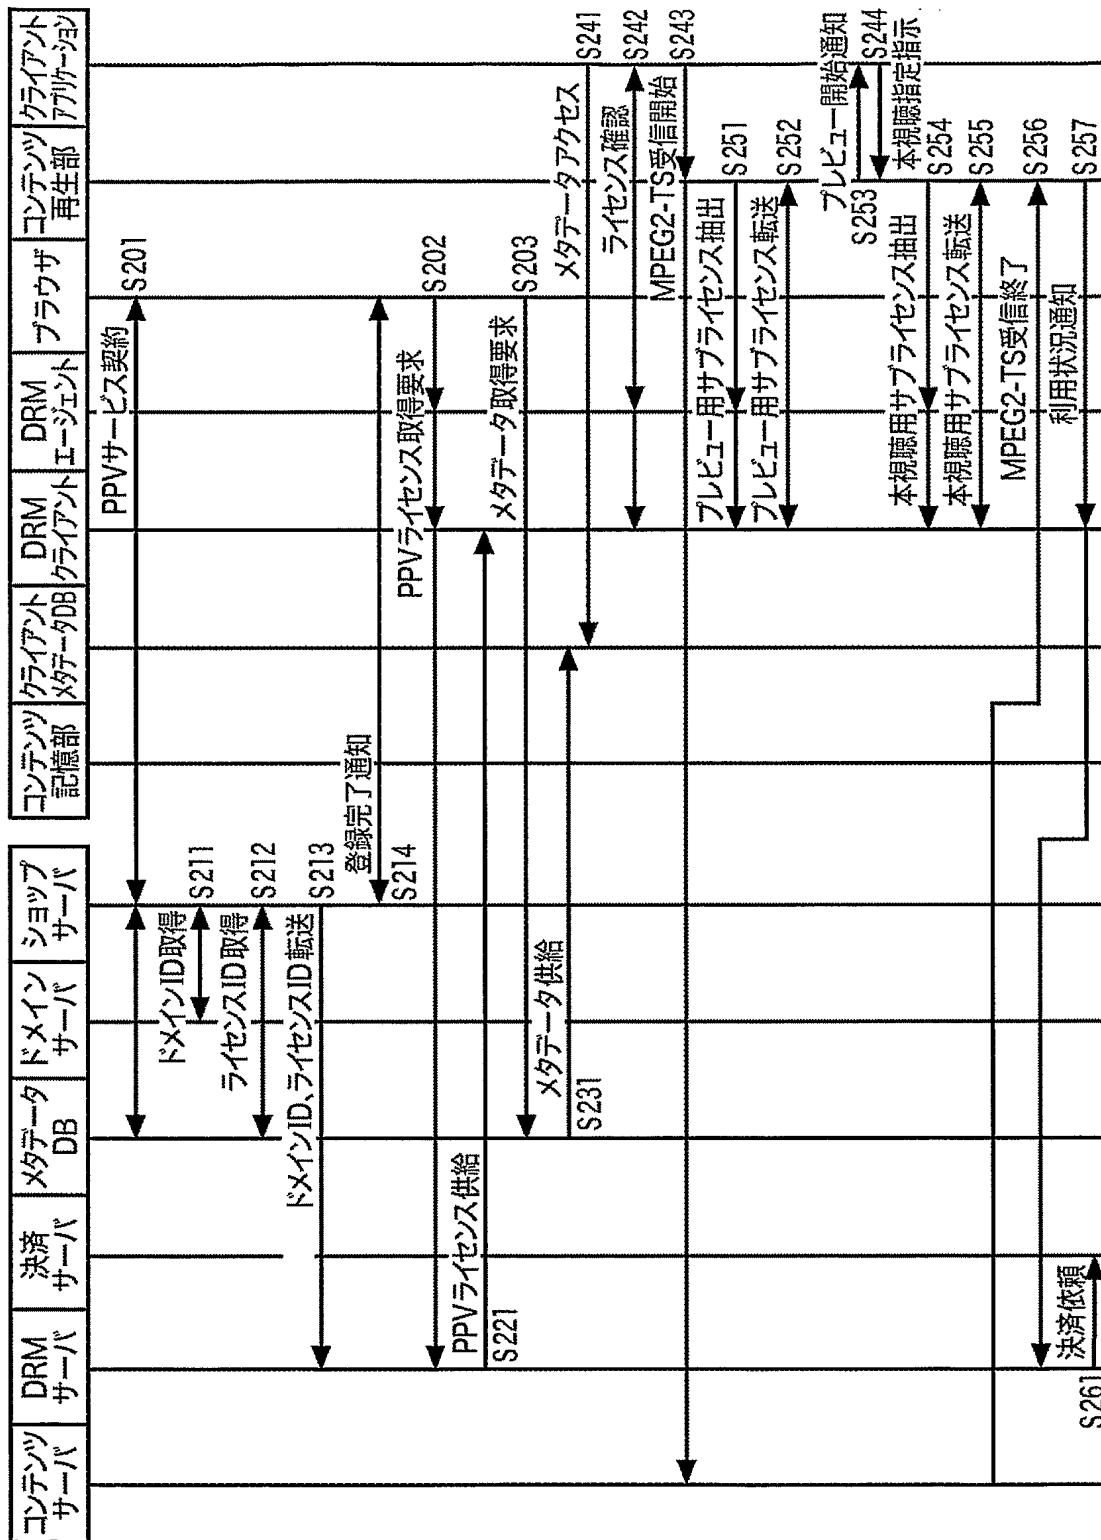 コンテンツ
サーバ
DRM
サーバ
決済
サーバ
メタデータ
DB
ドメイン
サーバ
ショップ
サーバ
コンテンツ
記憶部
クライアント
メタデータDB
DRM
クライアント
DRM
エージェント
ブラウザ
コンテンツ
再生部
クライアント
アプリケーション
PPVサービス契約
S201
ドメインID取得
S211
ライセンスID取得
S212
ドメインID、ライセンスID転送
S213
登録完了通知
S214
PPVライセンス取得要求
S202
PPVライセンス供給
S221
メタデータ取得要求
S203
メタデータ供給
S231
メタデータアクセス
S241
ライセンス確認
S242
MPEG2-TS受信開始
S243
プレビュー用サブライセンス抽出
S251
プレビュー用サブライセンス転送
S252
プレビュー開始通知
S253
S244
本視聴指定指示
本視聴用サブライセンス抽出
S254
本視聴用サブライセンス転送
S255
MPEG2-TS受信終了
S256
利用状況通知
S257
決済依頼
S261